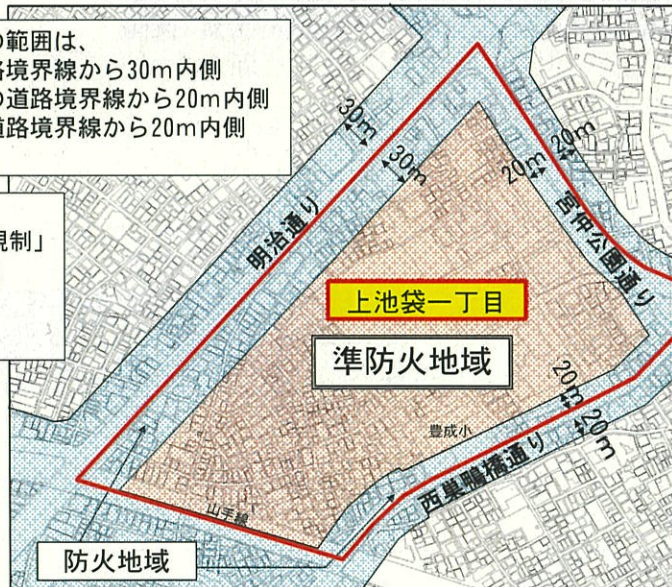 の範囲は、
路境界線から30m内側
の道路境界線から20m内側
道路境界線から20m内側
規制」
30m
30m
明治通り
20m
20m
宮仲公園通り
上池袋一丁目
準防火地域
豊成小
20m
20m
西巣鴨橋通り
山手線
防火地域